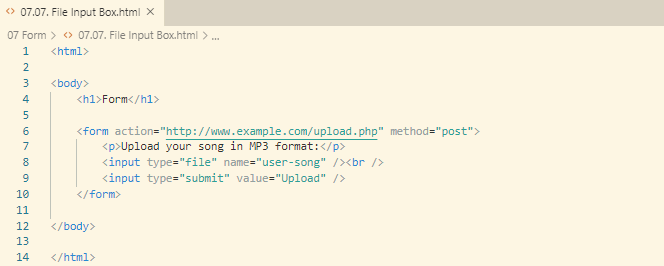 07.07. File Input Box.html
07 Form > 07.07. File Input Box.html > ...
1 <html>
2
3 <body>
4 <h1>Form</h1>
5
6 <form action="http://www.example.com/upload.php" method="post">
7 <p>Upload your song in MP3 format:</p>
8 <input type="file" name="user-song" /><br />
9 <input type="submit" value="Upload" />
10 </form>
11
12 </body>
13
14 </html>